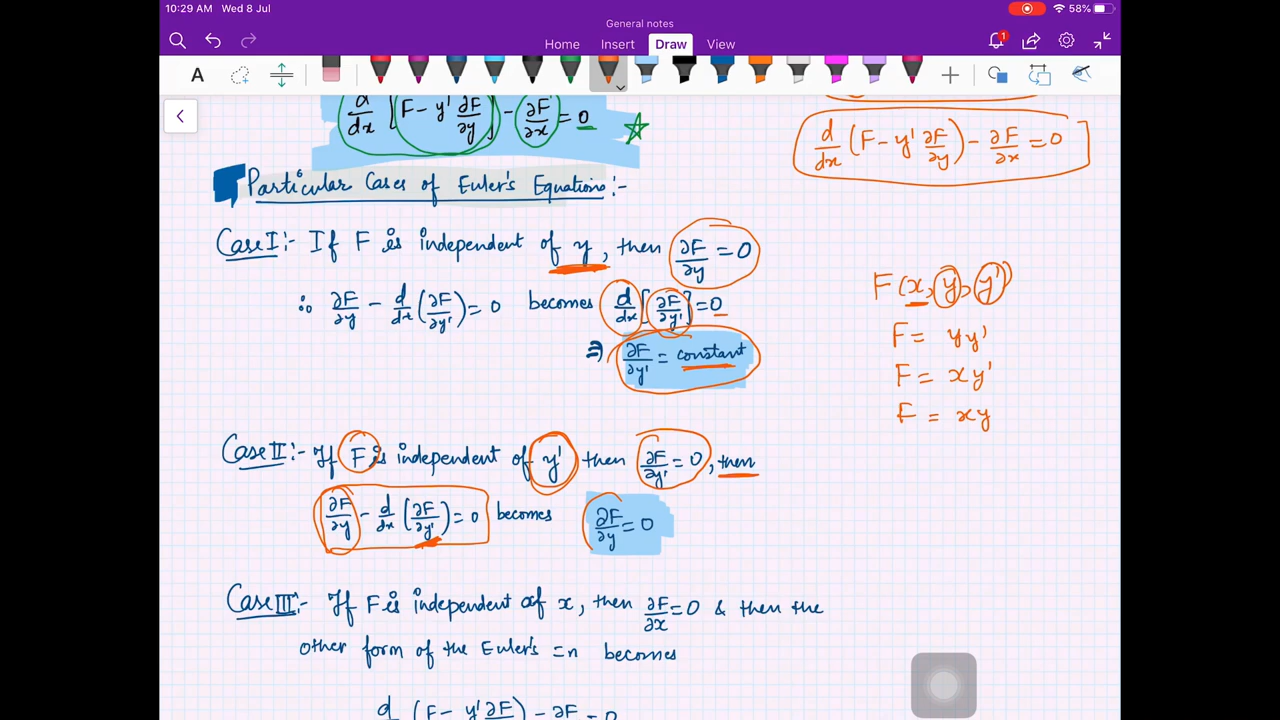 10:29 AM Wed 8 Jul
58%
General notes
Home Insert Draw View
1
A
d/dx [F − y' ∂F/∂y'] − ∂F/∂x = 0
d/dx (F − y' ∂F/∂y) − ∂F/∂x = 0
Particular Cases of Euler's Equations:-
Case I:- If F is independent of y, then ∂F/∂y = 0
∴ ∂F/∂y − d/dx (∂F/∂y') = 0 becomes d/dx [∂F/∂y'] = 0
⇒ ∂F/∂y' = constant
F(x, y, y')
F = yy'
F = xy'
F = xy
Case II:- If F is independent of y' then ∂F/∂y' = 0, then
∂F/∂y − d/dx (∂F/∂y') = 0 becomes ∂F/∂y = 0
Case III:- If F is independent of x, then ∂F/∂x = 0 & then the
other form of the Euler's =n becomes
d (F − y' ∂F) − ∂F = 0